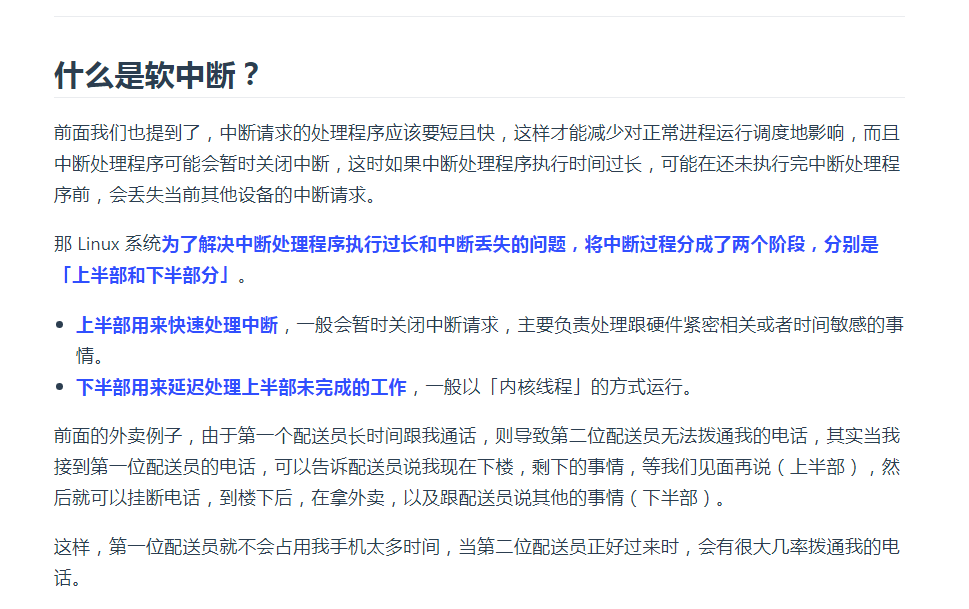 什么是软中断？
前面我们也提到了，中断请求的处理程序应该要短且快，这样才能减少对正常进程运行调度地影响，而且
中断处理程序可能会暂时关闭中断，这时如果中断处理程序执行时间过长，可能在还未执行完中断处理程
序前，会丢失当前其他设备的中断请求。
那 Linux 系统为了解决中断处理程序执行过长和中断丢失的问题，将中断过程分成了两个阶段，分别是
「上半部和下半部分」。
• 上半部用来快速处理中断，一般会暂时关闭中断请求，主要负责处理跟硬件紧密相关或者时间敏感的事
情。
• 下半部用来延迟处理上半部未完成的工作，一般以「内核线程」的方式运行。
前面的外卖例子，由于第一个配送员长时间跟我通话，则导致第二位配送员无法拨通我的电话，其实当我
接到第一位配送员的电话，可以告诉配送员说我现在下楼，剩下的事情，等我们见面再说（上半部），然
后就可以挂断电话，到楼下后，在拿外卖，以及跟配送员说其他的事情（下半部）。
这样，第一位配送员就不会占用我手机太多时间，当第二位配送员正好过来时，会有很大几率拨通我的电
话。